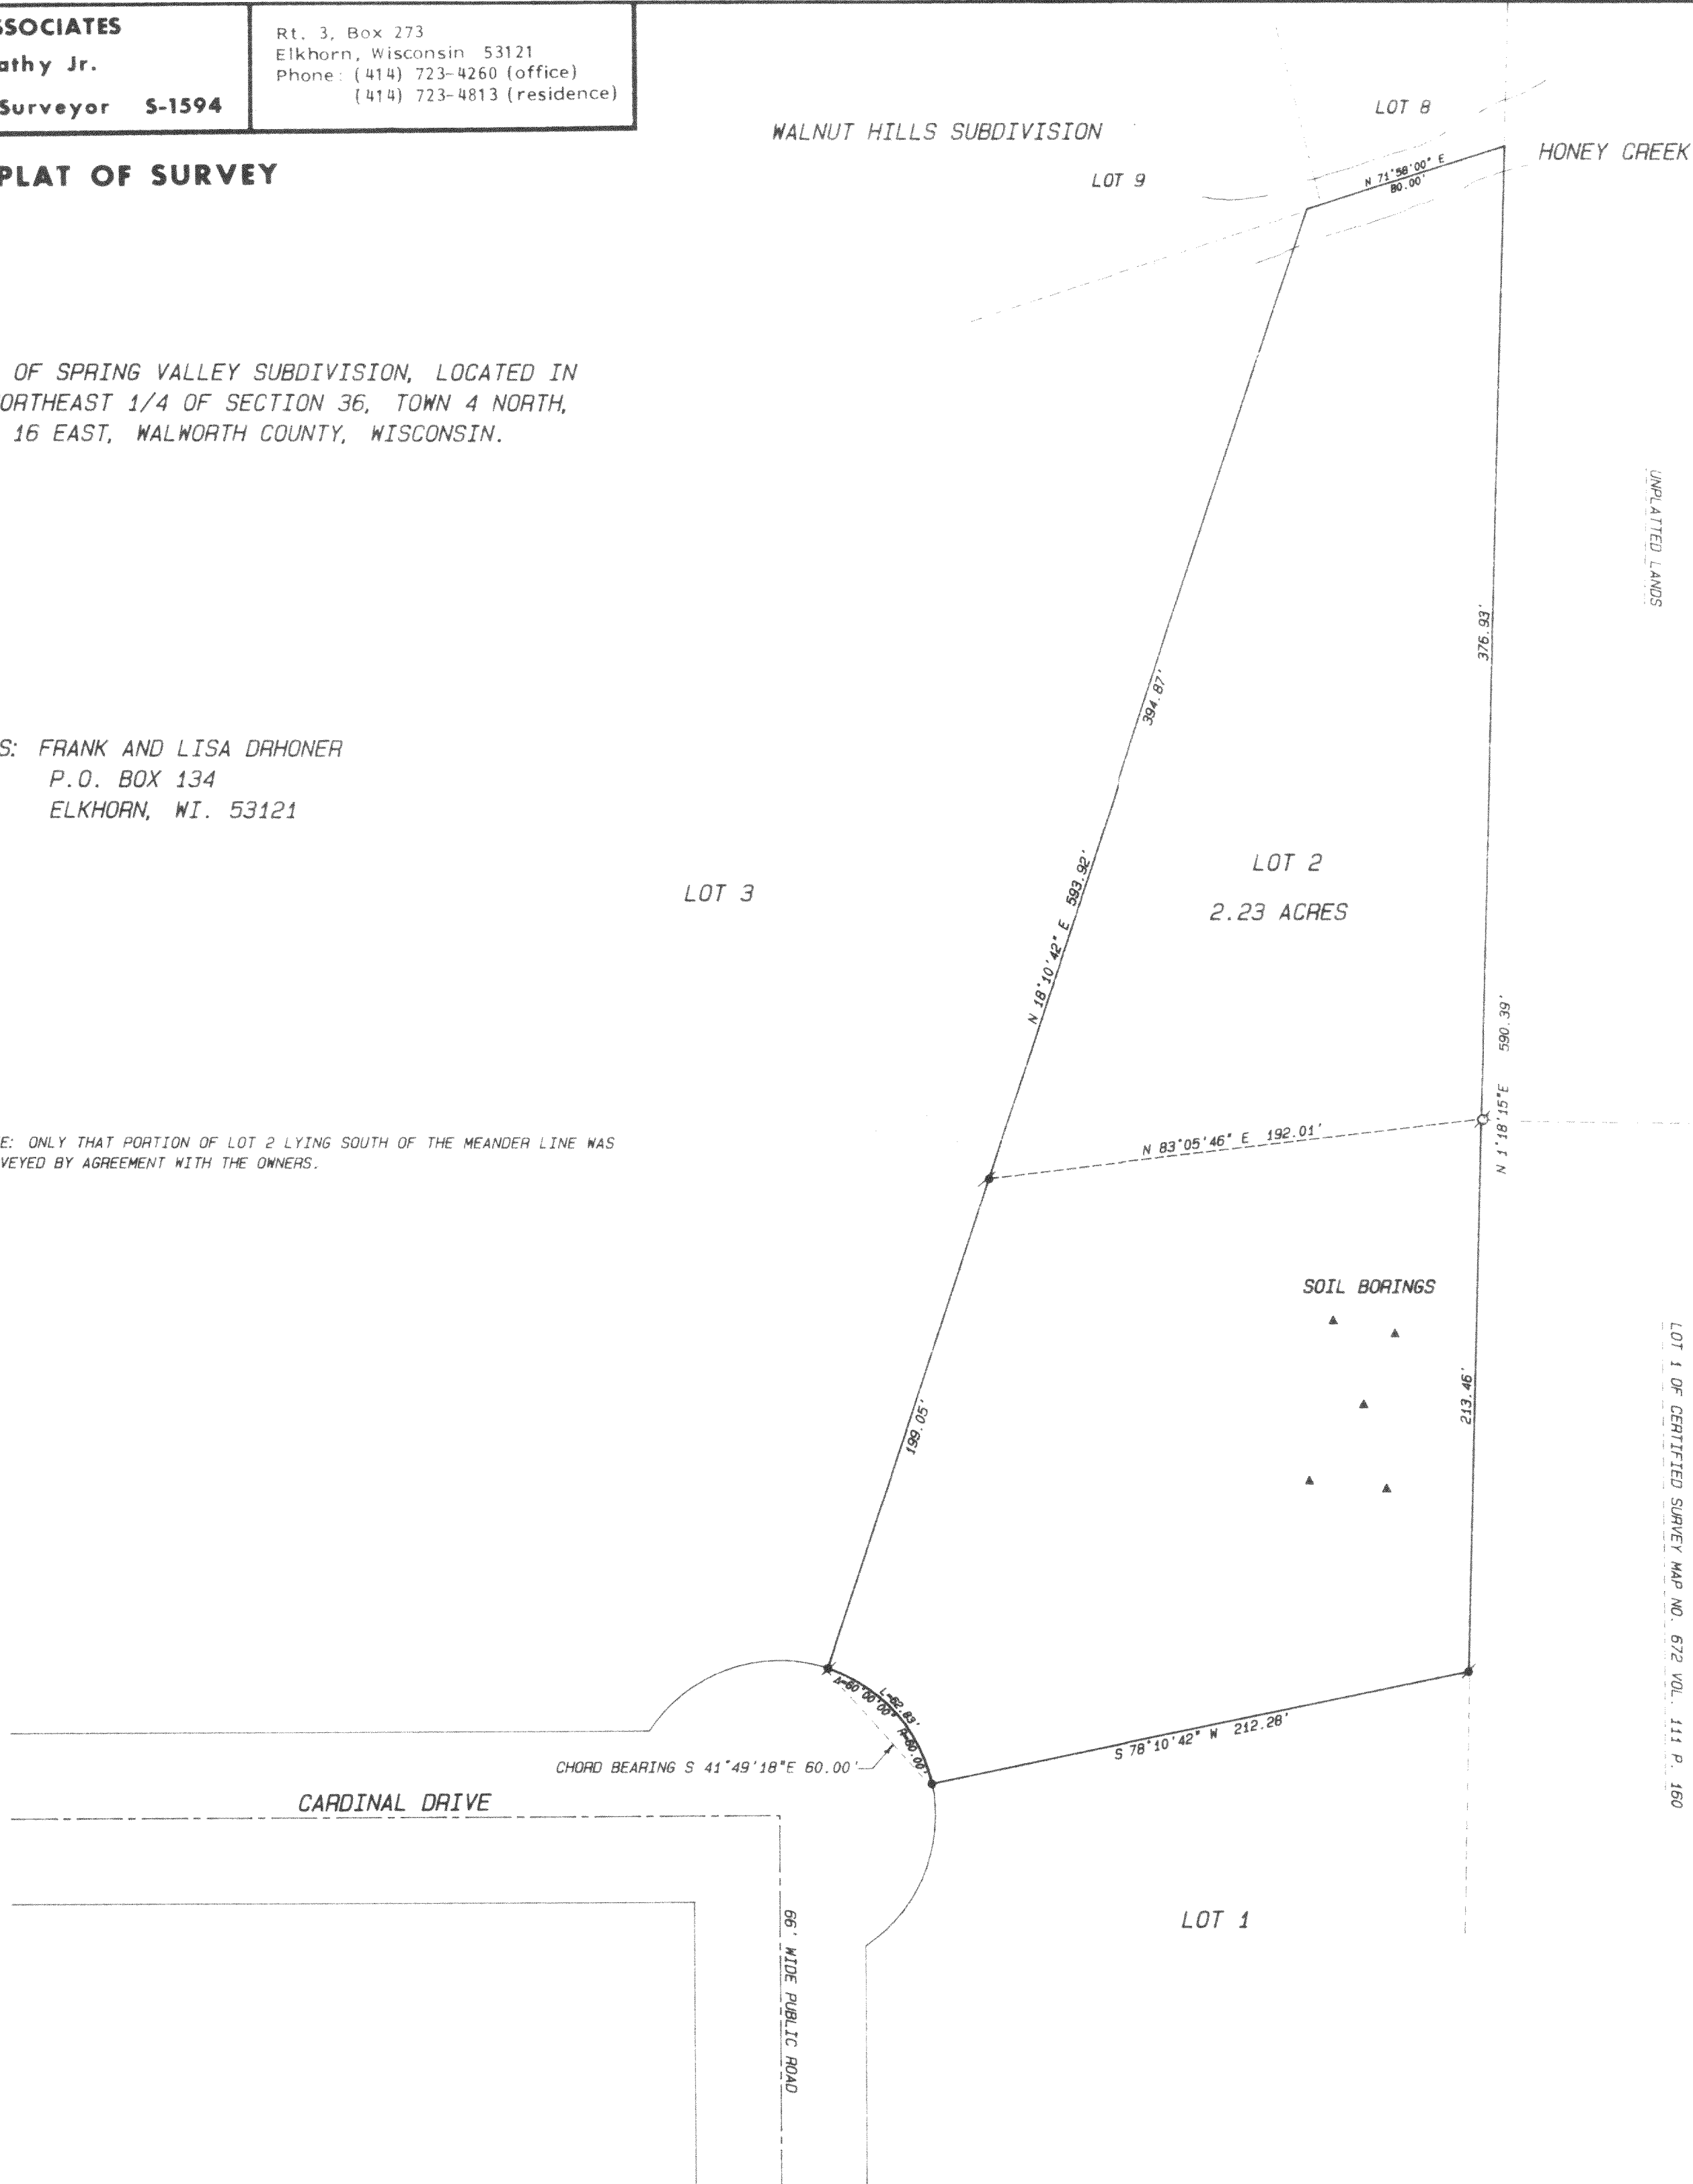 SSOCIATES
athy Jr.
Surveyor S-1594
Rt. 3, Box 273
Elkhorn, Wisconsin 53121
Phone: (414) 723-4260 (office)
(414) 723-4813 (residence)
PLAT OF SURVEY
WALNUT HILLS SUBDIVISION
LOT 8
HONEY CREEK
LOT 9
N 71°58'00" E
80.00'
OF SPRING VALLEY SUBDIVISION, LOCATED IN
ORTHEAST 1/4 OF SECTION 36, TOWN 4 NORTH,
16 EAST, WALWORTH COUNTY, WISCONSIN.
UNPLATTED LANDS
376.93'
394.87'
S: FRANK AND LISA DRHONER
P.O. BOX 134
ELKHORN, WI. 53121
LOT 3
N 18°10'42" E 593.92'
LOT 2
2.23 ACRES
N 1°18'15"E 590.39'
E: ONLY THAT PORTION OF LOT 2 LYING SOUTH OF THE MEANDER LINE WAS
VEYED BY AGREEMENT WITH THE OWNERS.
N 83°05'46" E 192.01'
SOIL BORINGS
213.46'
199.05'
LOT 1 OF CERTIFIED SURVEY MAP NO. 672 VOL. 111 P. 160
L=62.83'
Δ=60°00'00" R=60.00'
CHORD BEARING S 41°49'18"E 60.00'
S 78°10'42" W 212.28'
CARDINAL DRIVE
66' WIDE PUBLIC ROAD
LOT 1